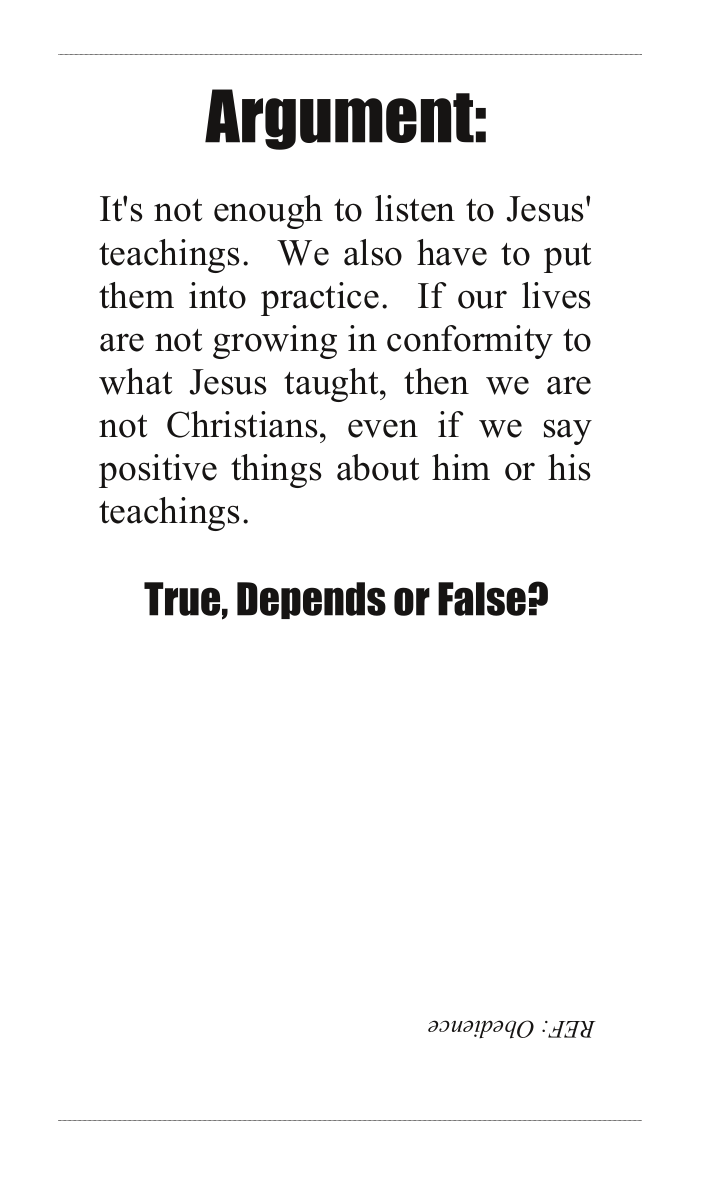 Argument:
It's not enough to listen to Jesus'
teachings.  We also have to put
them into practice.  If our lives
are not growing in conformity to
what Jesus taught, then we are
not Christians, even if we say
positive things about him or his
teachings.
True, Depends or False?
REF: Obedience